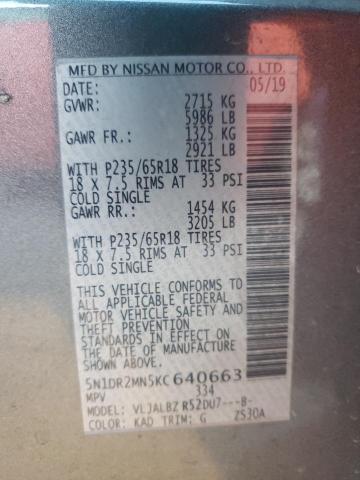 MFD BY NISSAN MOTOR CO., LTD.
DATE: 05/19
GVWR: 2715 KG
5986 LB
GAWR FR.: 1325 KG
2921 LB
WITH P235/65R18 TIRES
18 X 7.5 RIMS AT 33 PSI
COLD SINGLE
GAWR RR.: 1454 KG
3205 LB
WITH P235/65R18 TIRES
18 X 7.5 RIMS AT 33 PSI
COLD SINGLE
THIS VEHICLE CONFORMS TO
ALL APPLICABLE FEDERAL
MOTOR VEHICLE SAFETY AND
THEFT PREVENTION
STANDARDS IN EFFECT ON
THE DATE OF MANUFACTURE
SHOWN ABOVE.
5N1DR2MN5KC640663
MPV 334
MODEL: VLJALBZ R52DU7---B-
COLOR: KAD TRIM: G ZS30A